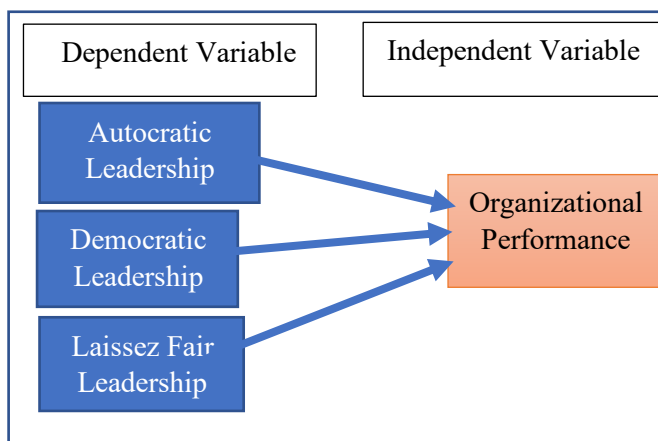 Dependent Variable
Independent Variable
Autocratic
Leadership
Democratic
Leadership
Laissez Fair
Leadership
Organizational
Performance